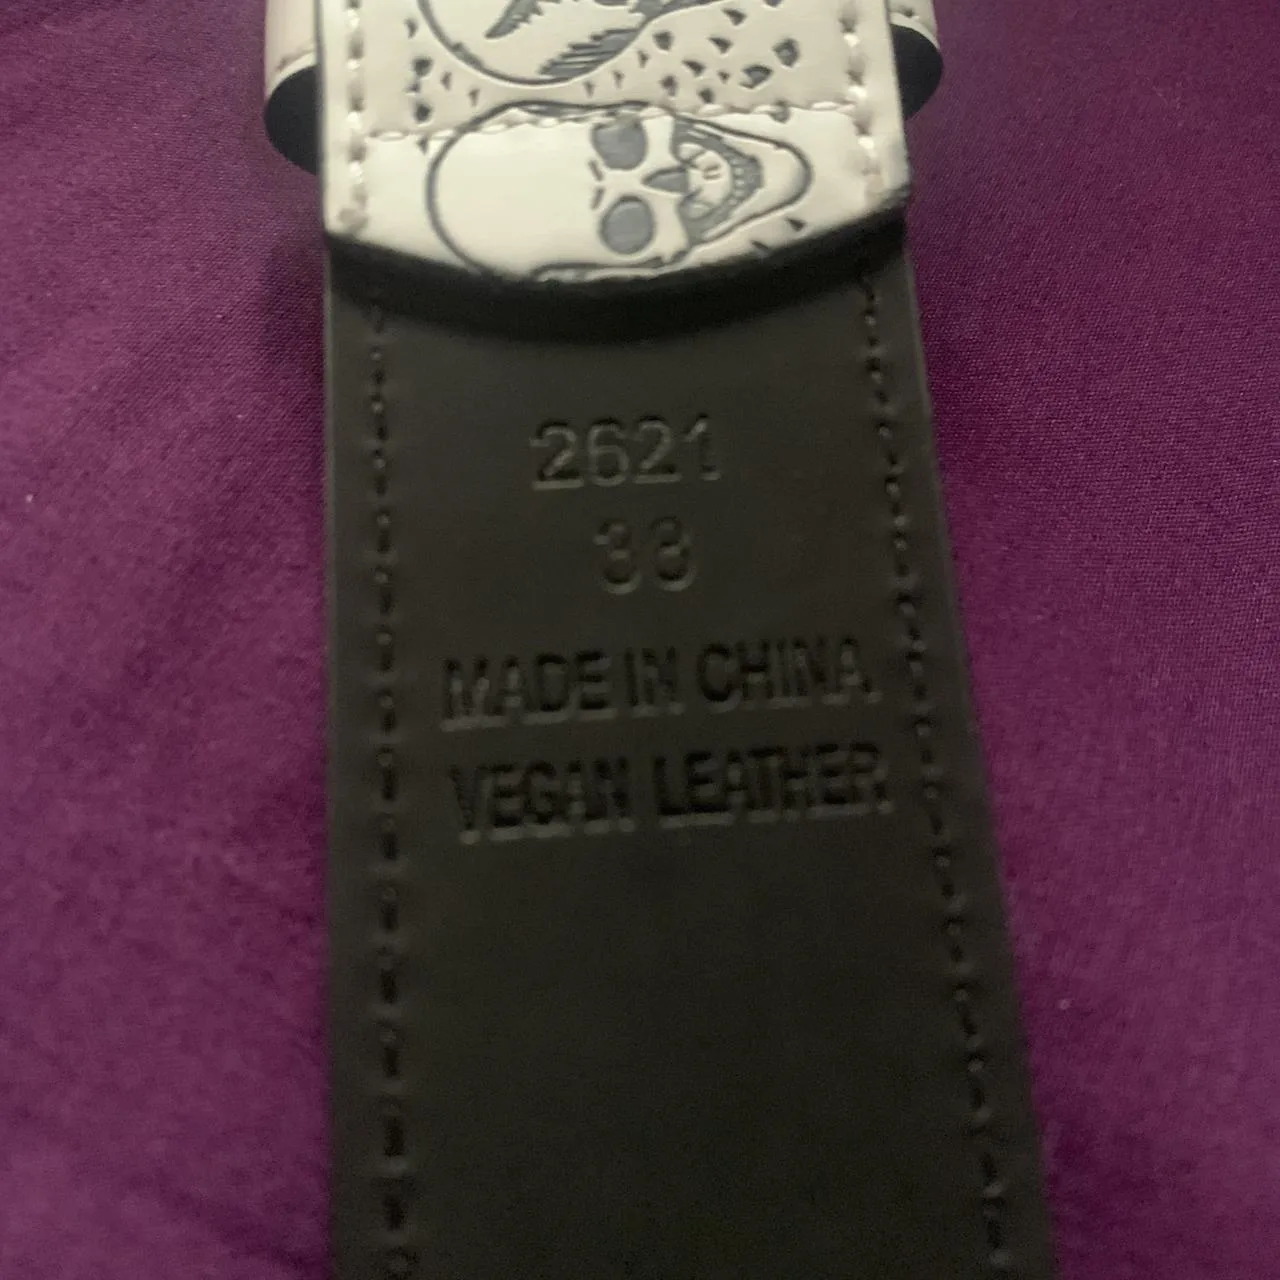 2621
38
MADE IN CHINA
VEGAN LEATHER